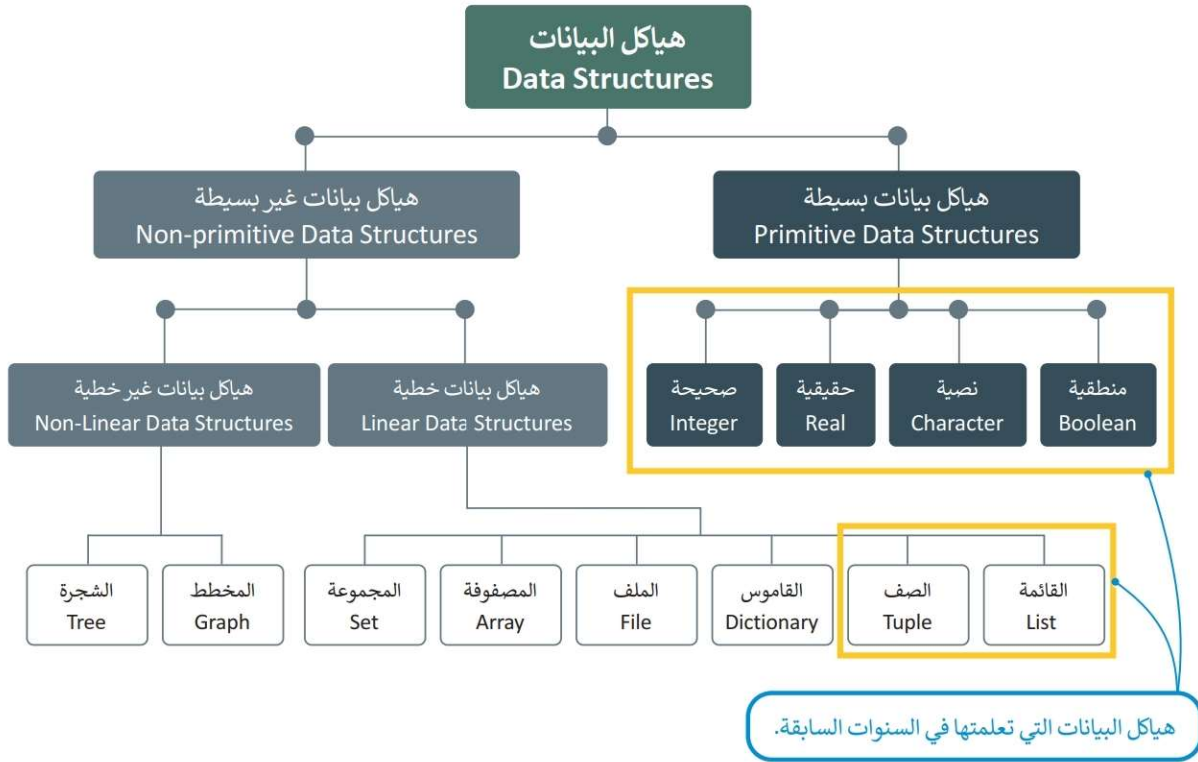 هياكل البيانات
Data Structures
هياكل بيانات بسيطة
Primitive Data Structures
هياكل بيانات غير بسيطة
Non-primitive Data Structures
منطقية
Boolean
نصية
Character
حقيقية
Real
صحيحة
Integer
هياكل بيانات خطية
Linear Data Structures
هياكل بيانات غير خطية
Non-Linear Data Structures
القائمة
List
الصف
Tuple
القاموس
Dictionary
الملف
File
المصفوفة
Array
المجموعة
Set
المخطط
Graph
الشجرة
Tree
هياكل البيانات التي تعلمتها في السنوات السابقة.